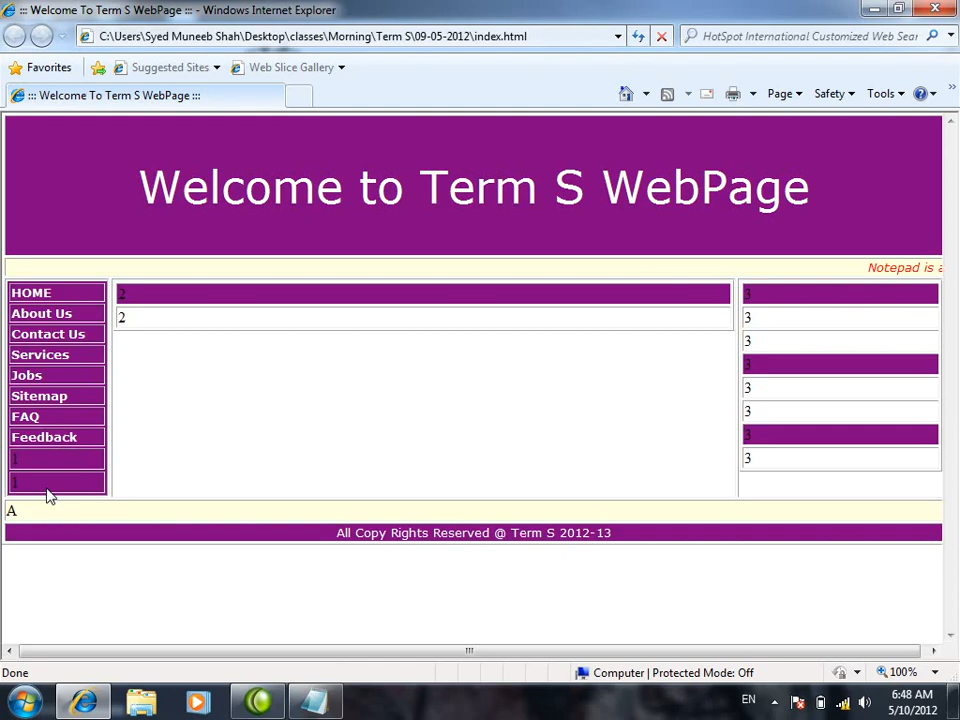 ::: Welcome To Term S WebPage ::: - Windows Internet Explorer
C:\Users\Syed Muneeb Shah\Desktop\classes\Morning\Term S\09-05-2012\index.html
HotSpot International Customized Web Sear
Favorites Suggested Sites Web Slice Gallery
::: Welcome To Term S WebPage ::: Page Safety Tools »
Welcome to Term S WebPage
Notepad is a
HOME 2 3
About Us 2 3
Contact Us 3
Services 3
Jobs 3
Sitemap 3
FAQ 3
Feedback 3
1
1
A
All Copy Rights Reserved @ Term S 2012-13
Done Computer | Protected Mode: Off 100%
EN 6:48 AM
5/10/2012